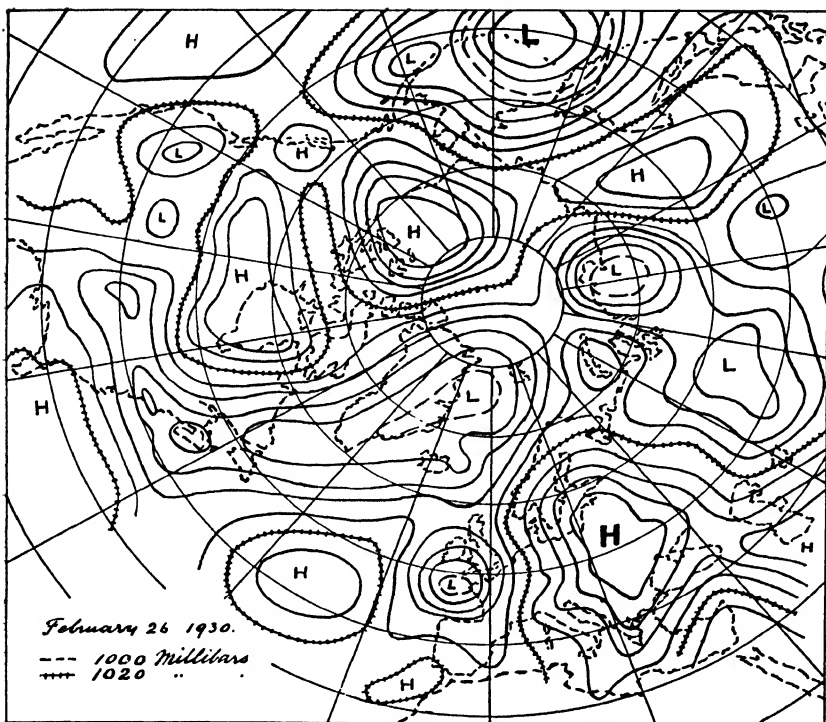 H L
L
L H
H
L L
H
L
H
L
L
H
H
H
H
L
February 26 1930.
--- 1000 Millibars
1020 " .
H